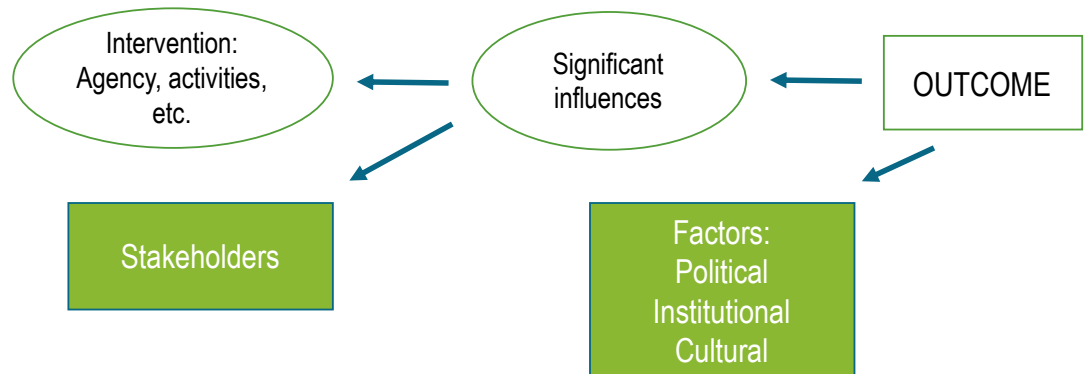 Intervention:
Agency, activities,
etc.
Significant
influences
OUTCOME
Stakeholders
Factors:
Political
Institutional
Cultural